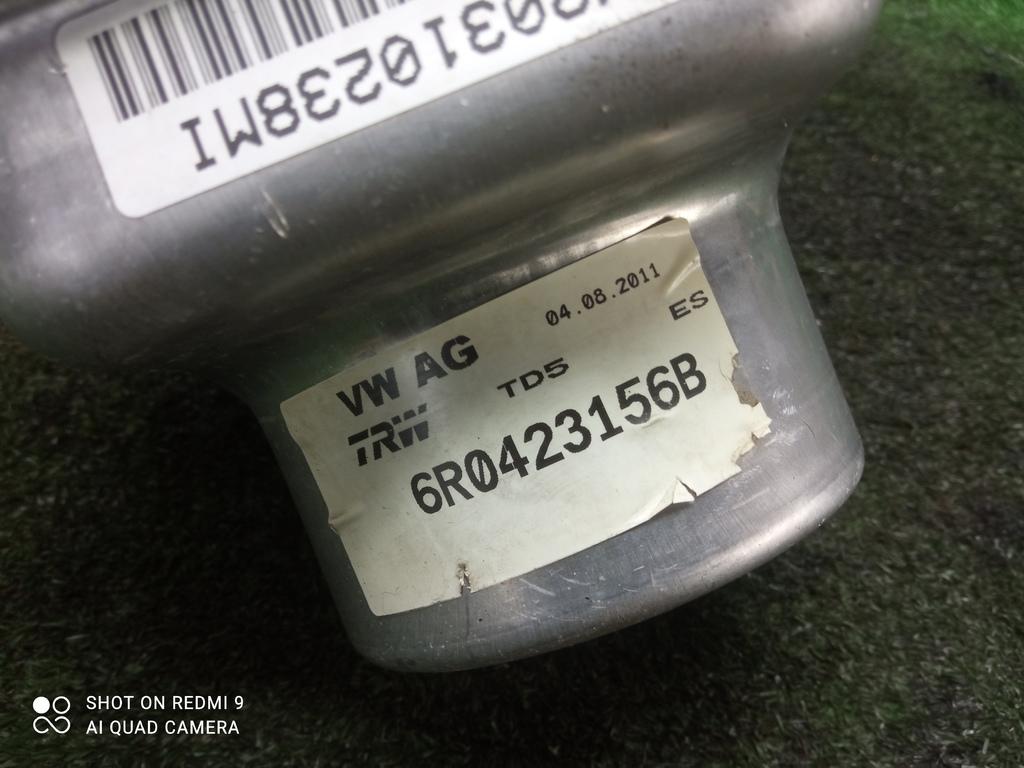 0310238MI
VW AG
04.08.2011
TRW
TD5
ES
6R0423156B
SHOT ON REDMI 9
AI QUAD CAMERA